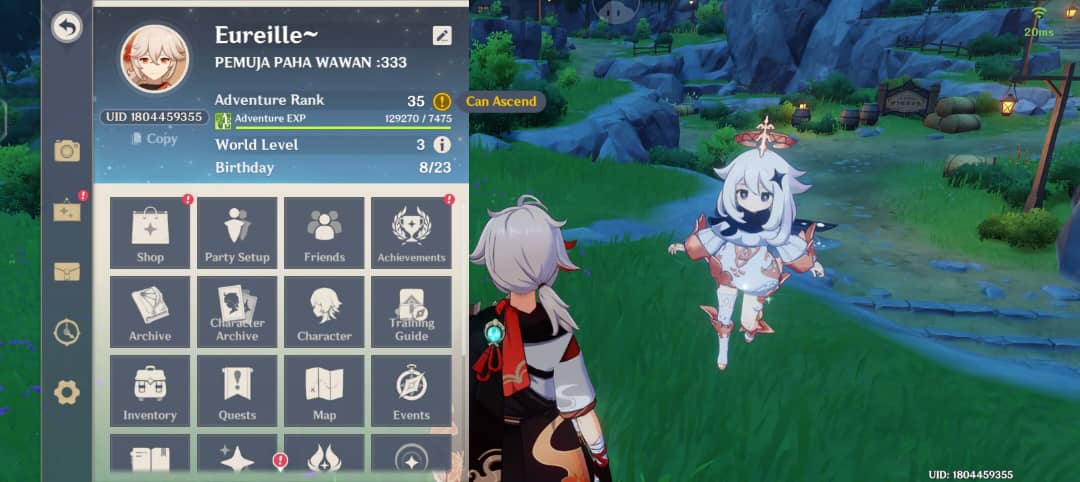 Eureille~
PEMUJA PAHA WAWAN :333
Adventure Rank 35 Can Ascend
UID 1804459355
Adventure EXP 129270 / 7475
Copy
World Level 3
Birthday 8/23
Shop
Party Setup
Friends
Achievements
Archive
Character Archive
Character
Training Guide
Inventory
Quests
Map
Events
20ms
UID: 1804459355